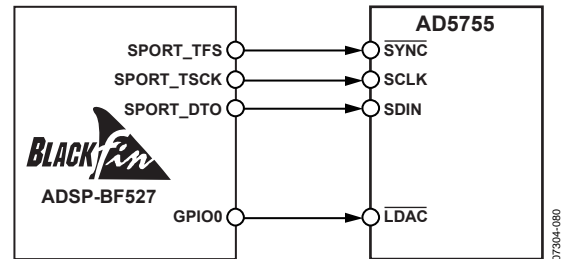 AD5755
SPORT_TFS
SYNC
SPORT_TSCK
SCLK
SPORT_DTO
SDIN
BLACKfin
ADSP-BF527
GPIO0
LDAC
07304-080